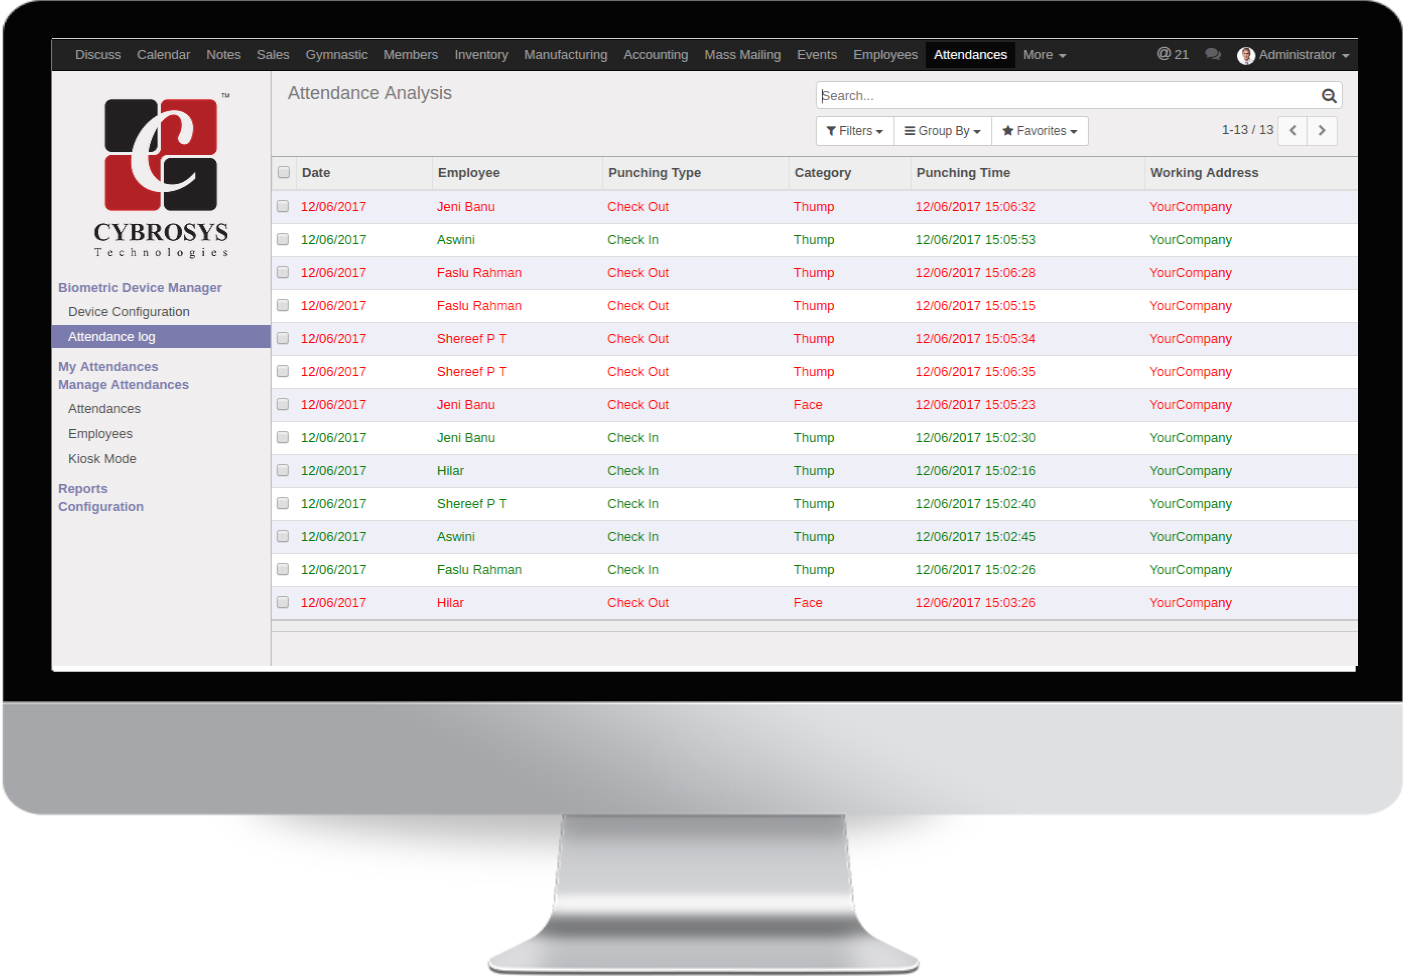 Discuss Calendar Notes Sales Gymnastic Members Inventory Manufacturing Accounting Mass Mailing Events Employees Attendances More @ 21 Administrator
Attendance Analysis
Search...
Filters Group By Favorites 1-13 / 13
C
TM
CYBROSYS
Technologies
Biometric Device Manager
Device Configuration
Attendance log
My Attendances
Manage Attendances
Attendances
Employees
Kiosk Mode
Reports
Configuration
Date Employee Punching Type Category Punching Time Working Address
12/06/2017 Jeni Banu Check Out Thump 12/06/2017 15:06:32 YourCompany
12/06/2017 Aswini Check In Thump 12/06/2017 15:05:53 YourCompany
12/06/2017 Faslu Rahman Check Out Thump 12/06/2017 15:06:28 YourCompany
12/06/2017 Faslu Rahman Check Out Thump 12/06/2017 15:05:15 YourCompany
12/06/2017 Shereef P T Check Out Thump 12/06/2017 15:05:34 YourCompany
12/06/2017 Shereef P T Check Out Thump 12/06/2017 15:06:35 YourCompany
12/06/2017 Jeni Banu Check Out Face 12/06/2017 15:05:23 YourCompany
12/06/2017 Jeni Banu Check In Thump 12/06/2017 15:02:30 YourCompany
12/06/2017 Hilar Check In Thump 12/06/2017 15:02:16 YourCompany
12/06/2017 Shereef P T Check In Thump 12/06/2017 15:02:40 YourCompany
12/06/2017 Aswini Check In Thump 12/06/2017 15:02:45 YourCompany
12/06/2017 Faslu Rahman Check In Thump 12/06/2017 15:02:26 YourCompany
12/06/2017 Hilar Check Out Face 12/06/2017 15:03:26 YourCompany